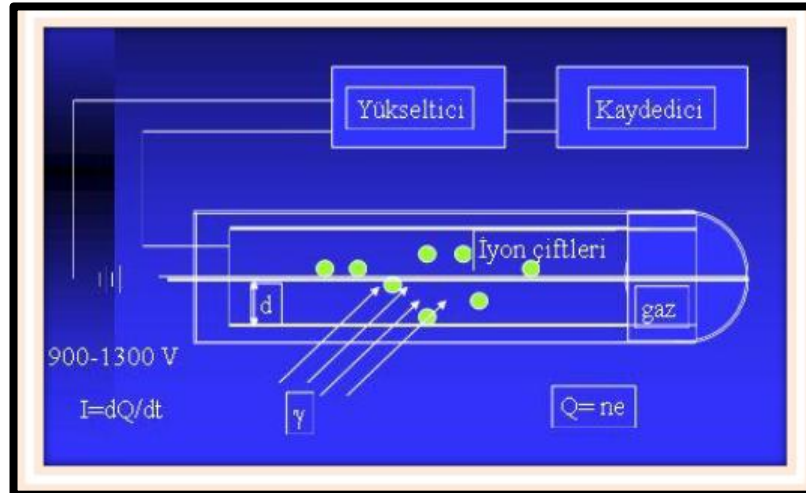 Yükseltici
Kaydedici
İyon çiftleri
d
gaz
900-1300 V
I=dQ/dt
γ
Q= ne